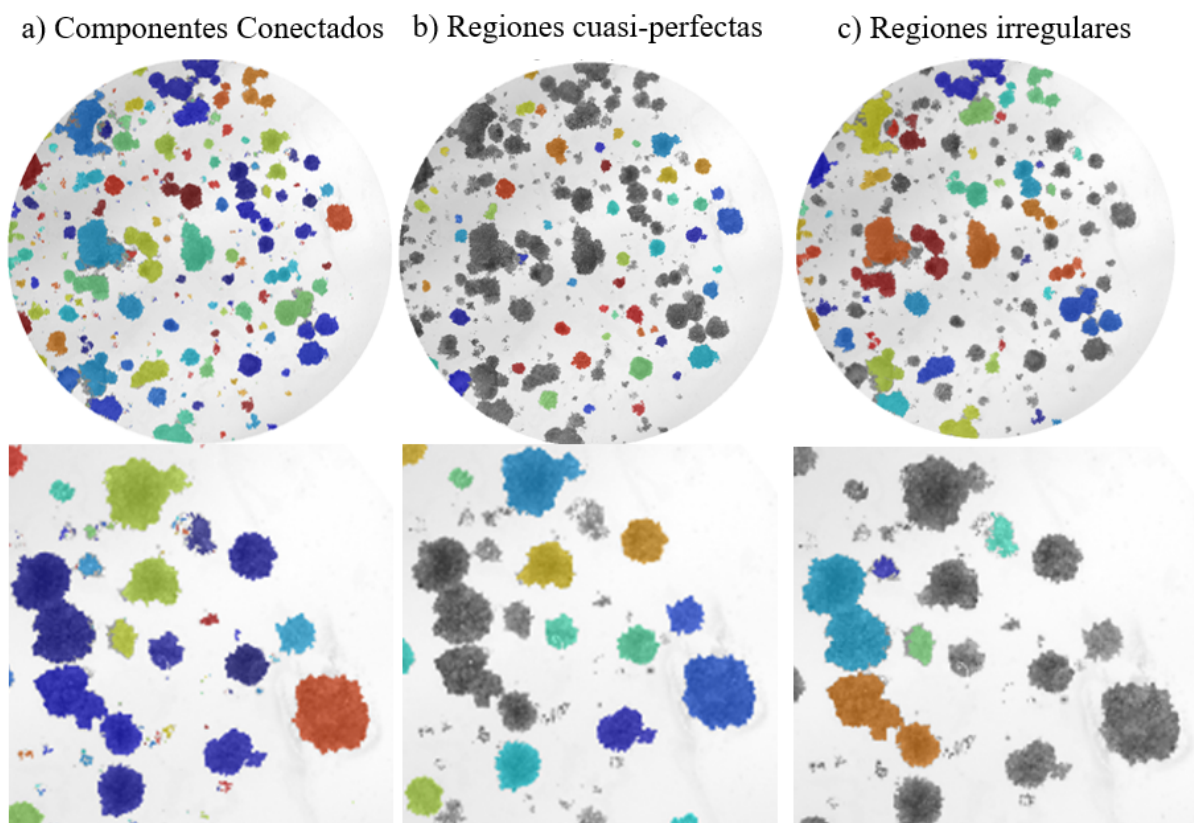 a) Componentes Conectados
b) Regiones cuasi-perfectas
c) Regiones irregulares